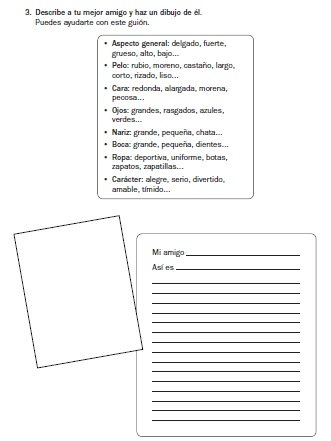 3. Describe a tu mejor amigo y haz un dibujo de él.
Puedes ayudarte con este guión.
• Aspecto general: delgado, fuerte,
grueso, alto, bajo...
• Pelo: rubio, moreno, castaño, largo,
corto, rizado, liso...
• Cara: redonda, alargada, morena,
pecosa...
• Ojos: grandes, rasgados, azules,
verdes...
• Nariz: grande, pequeña, chata...
• Boca: grande, pequeña, dientes...
• Ropa: deportiva, uniforme, botas,
zapatos, zapatillas...
• Carácter: alegre, serio, divertido,
amable, tímido...
Mi amigo
Así es